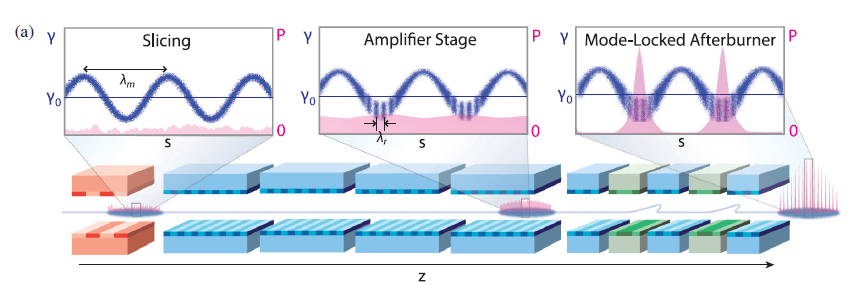 (a)
γ Slicing P
λm
γ0
0
s
γ Amplifier Stage P
γ0
λr
0
s
γ Mode-Locked Afterburner P
γ0
0
s
z